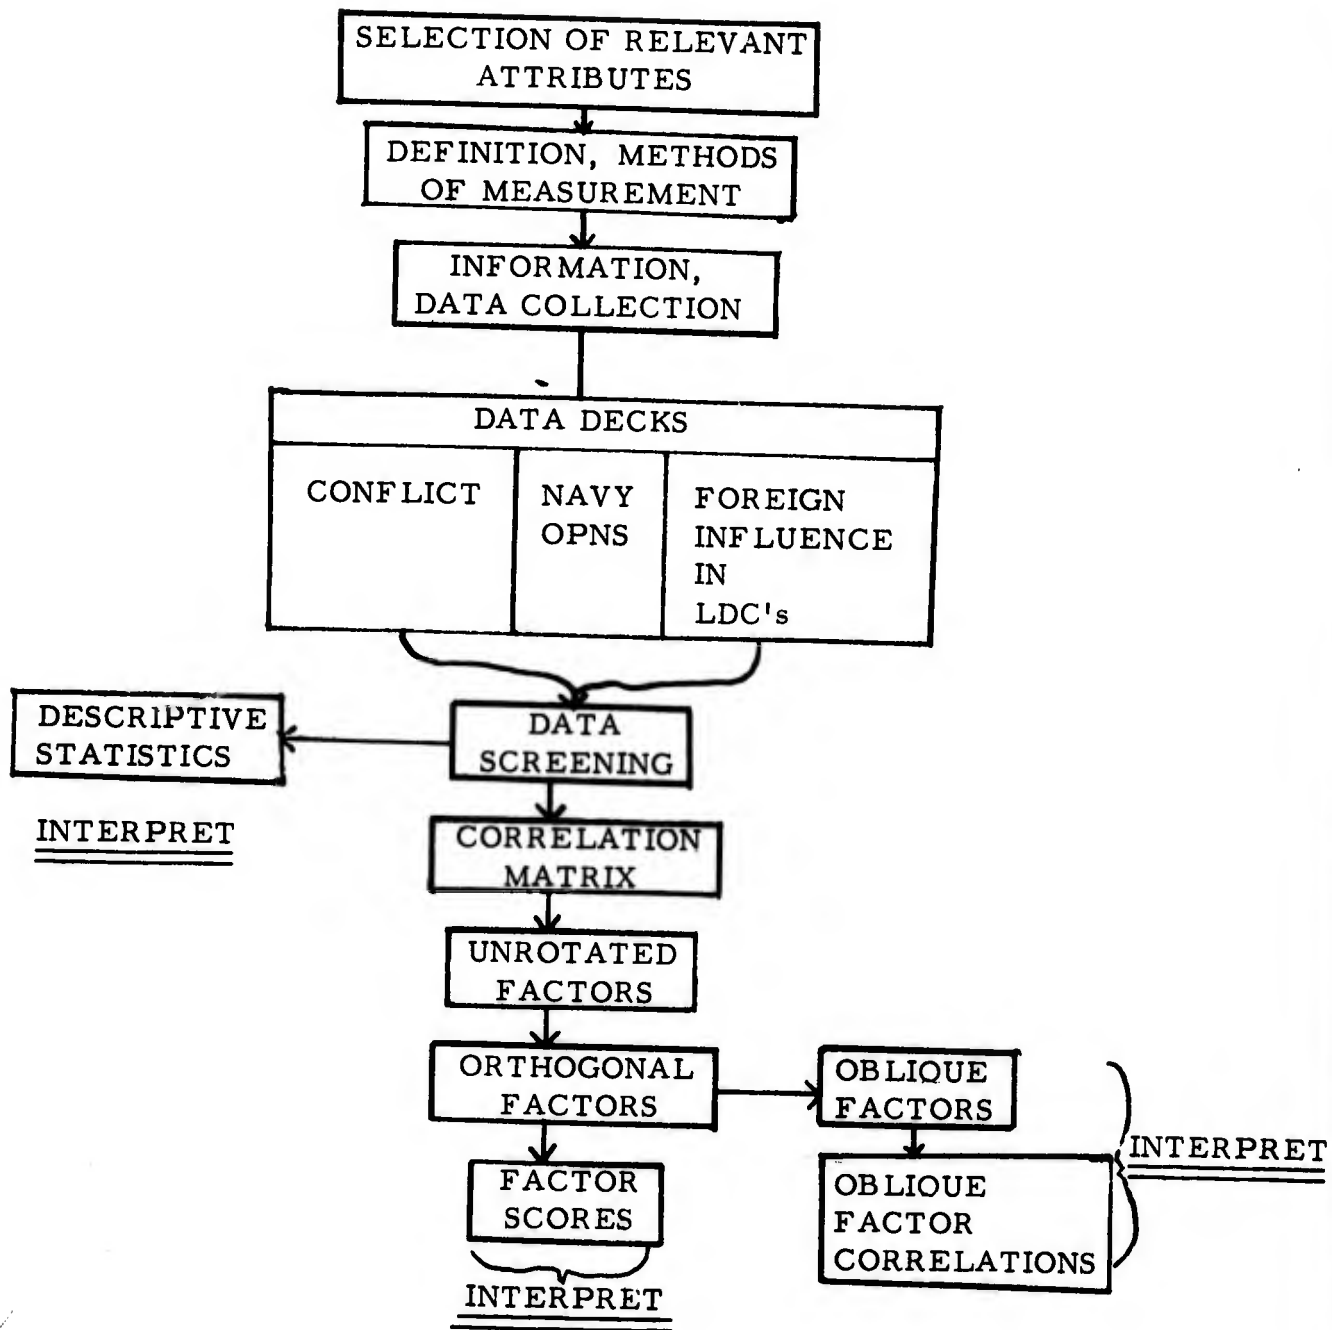 SELECTION OF RELEVANT
ATTRIBUTES
DEFINITION, METHODS
OF MEASUREMENT
INFORMATION,
DATA COLLECTION
DATA DECKS
CONFLICT
NAVY
OPNS
FOREIGN
INFLUENCE
IN
LDC's
DESCRIPTIVE
STATISTICS
INTERPRET
DATA
SCREENING
CORRELATION
MATRIX
UNROTATED
FACTORS
ORTHOGONAL
FACTORS
OBLIQUE
FACTORS
FACTOR
SCORES
INTERPRET
OBLIQUE
FACTOR
CORRELATIONS
INTERPRET